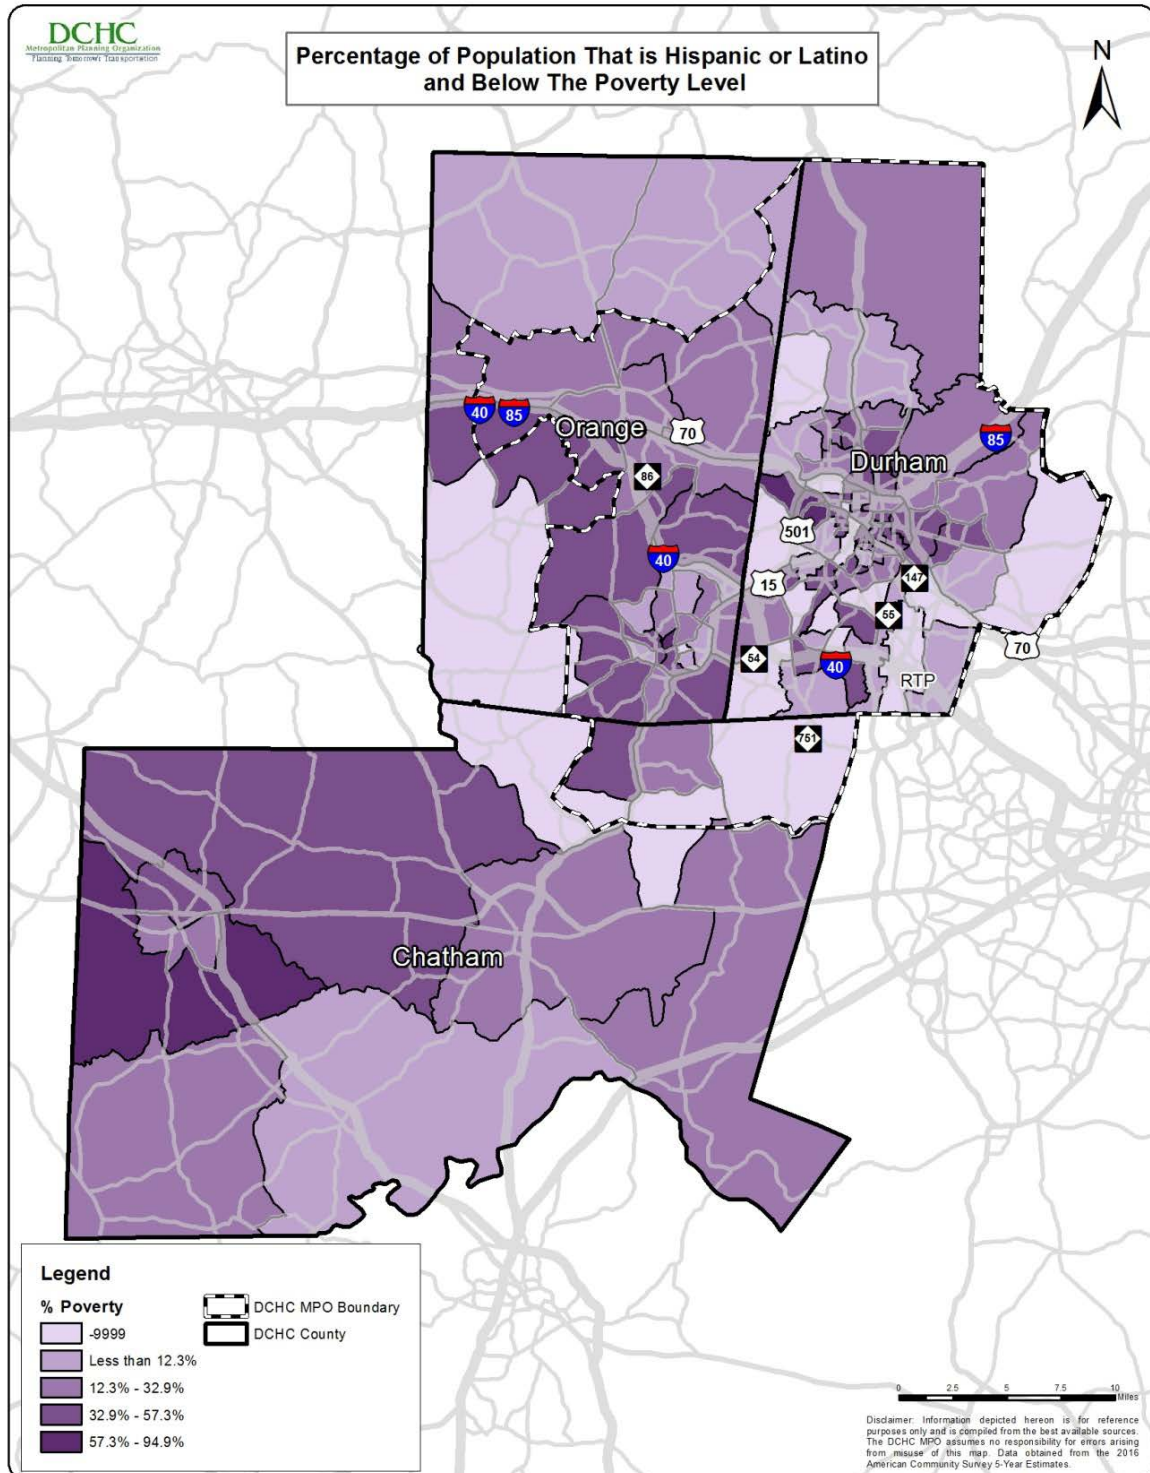 DCHC
Metropolitan Planning Organization
Planning Tomorrow's Transportation
Percentage of Population That is Hispanic or Latino
and Below The Poverty Level
N
40
85
Orange
70
86
85
Durham
501
40
15
147
55
54
40
70
RTP
751
Chatham
Legend
% Poverty
-9999
Less than 12.3%
12.3% - 32.9%
32.9% - 57.3%
57.3% - 94.9%
DCHC MPO Boundary
DCHC County
0 2.5 5 7.5 10
Miles
Disclaimer: Information depicted hereon is for reference
purposes only and is compiled from the best available sources.
The DCHC MPO assumes no responsibility for errors arising
from misuse of this map. Data obtained from the 2016
American Community Survey 5-Year Estimates.